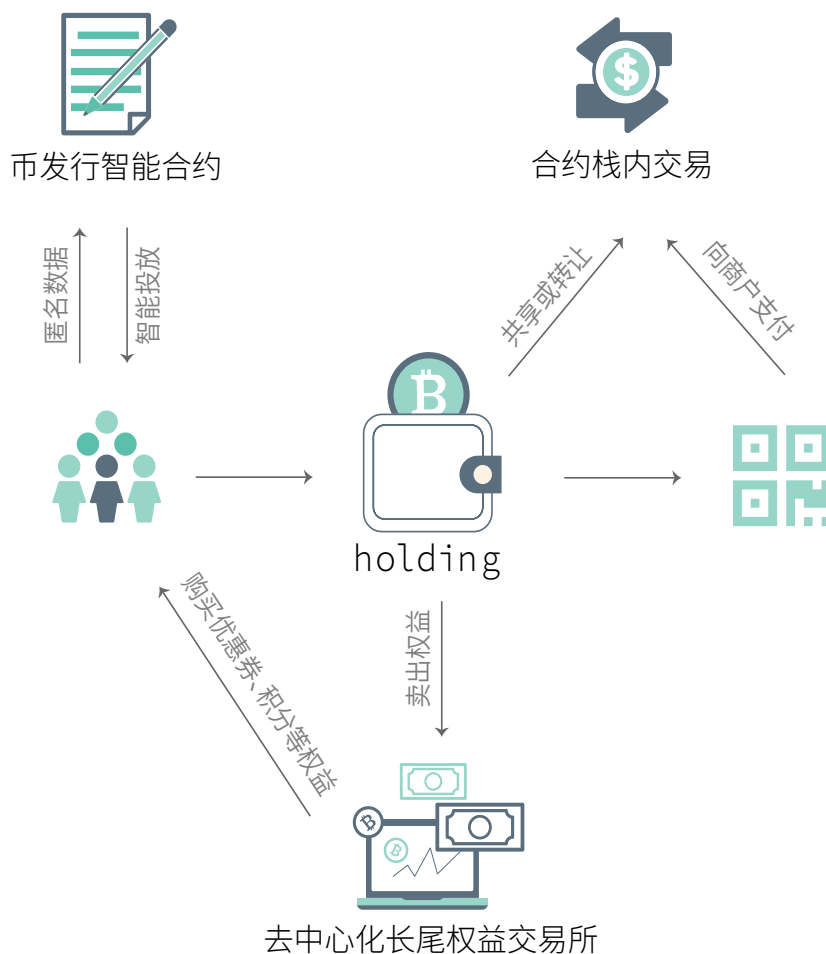 币发行智能合约
合约栈内交易
匿名数据
智能投放
共享或转让
向商户支付
holding
购买优惠券、积分等权益
卖出权益
去中心化长尾权益交易所